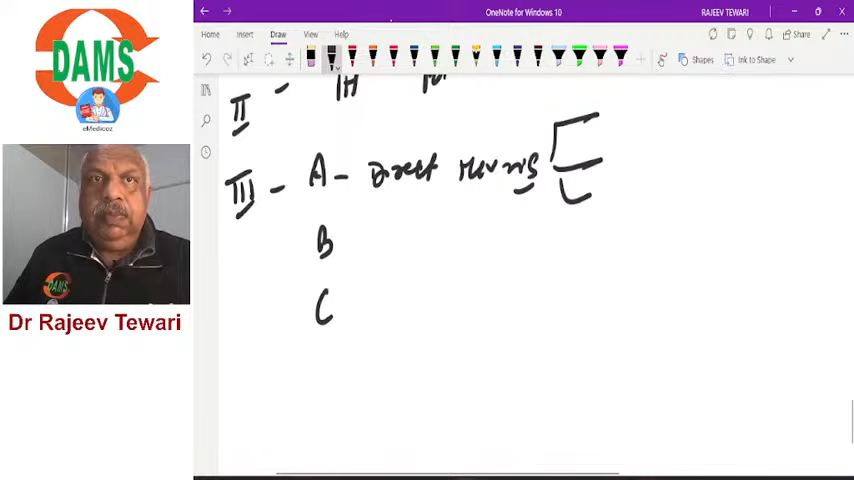 OneNote for Windows 10
RAJEEV TEWARI
Home Insert Draw View Help
Share
Shapes
Ink to Shape
DAMS
eMedicoz
II -
III - A - Direct
B
C
DAMS
Dr Rajeev Tewari